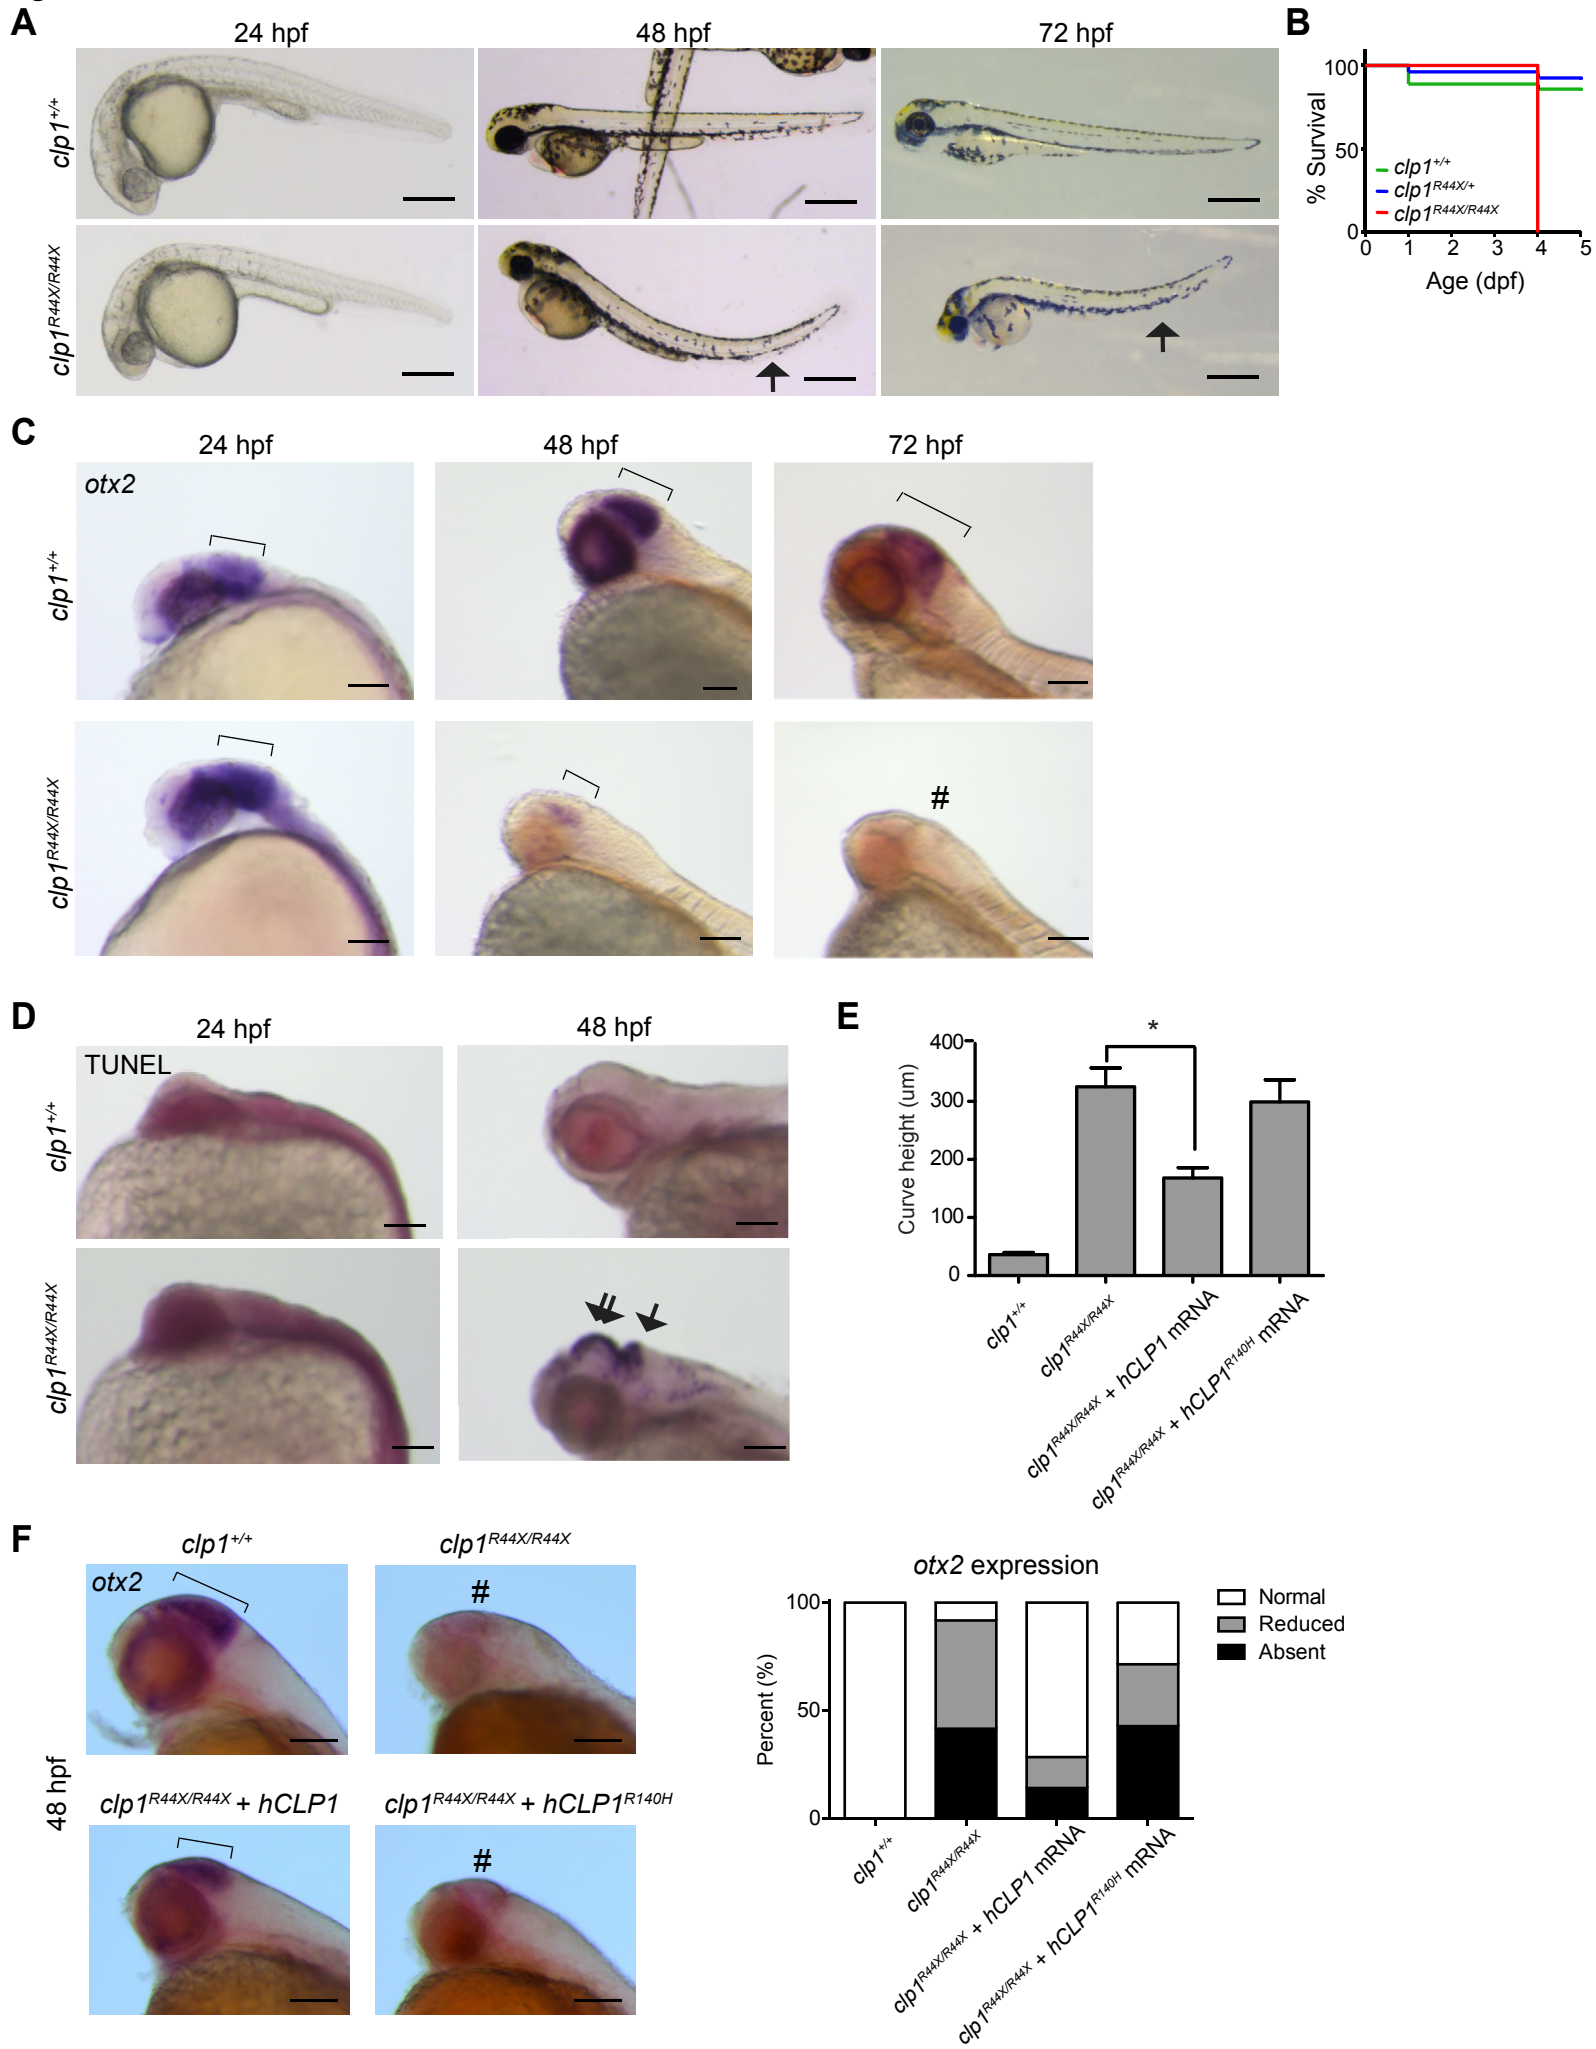 A
24 hpf
48 hpf
72 hpf
clp1+/+
clp1R44X/R44X
B
100
50
0
% Survival
clp1+/+
clp1R44X/+
clp1R44X/R44X
0 1 2 3 4 5
Age (dpf)
C
24 hpf
48 hpf
72 hpf
otx2
clp1+/+
clp1R44X/R44X
#
D
24 hpf
48 hpf
TUNEL
clp1+/+
clp1R44X/R44X
E
*
400
300
200
100
0
Curve height (um)
clp1+/+
clp1R44X/R44X
clp1R44X/R44X + hCLP1 mRNA
clp1R44X/R44X + hCLP1R140H mRNA
F
clp1+/+
clp1R44X/R44X
otx2
#
48 hpf
clp1R44X/R44X + hCLP1
clp1R44X/R44X + hCLP1R140H
#
otx2 expression
Normal
Reduced
Absent
100
50
0
Percent (%)
clp1+/+
clp1R44X/R44X
clp1R44X/R44X + hCLP1 mRNA
clp1R44X/R44X + hCLP1R140H mRNA